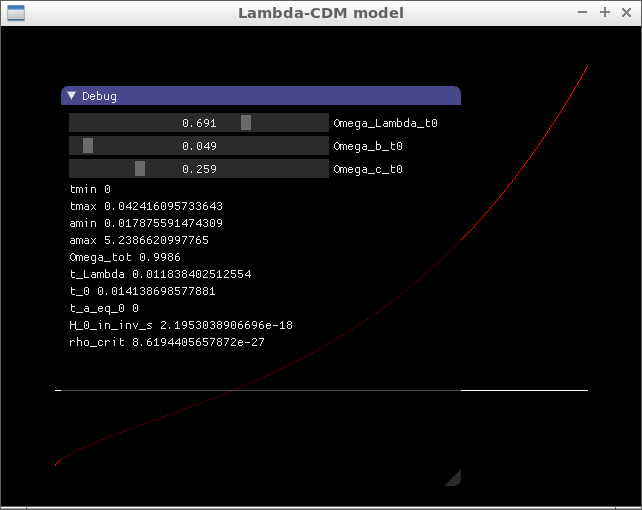 Lambda-CDM model
Debug
0.691 Omega_Lambda_t0
0.049 Omega_b_t0
0.259 Omega_c_t0
tmin 0
tmax 0.042416095733643
amin 0.017875591474309
amax 5.2386620997765
Omega_tot 0.9986
t_Lambda 0.011838402512554
t_0 0.014138698577881
t_a_eq_0 0
H_0_in_inv_s 2.1953038906696e-18
rho_crit 8.6194405657872e-27